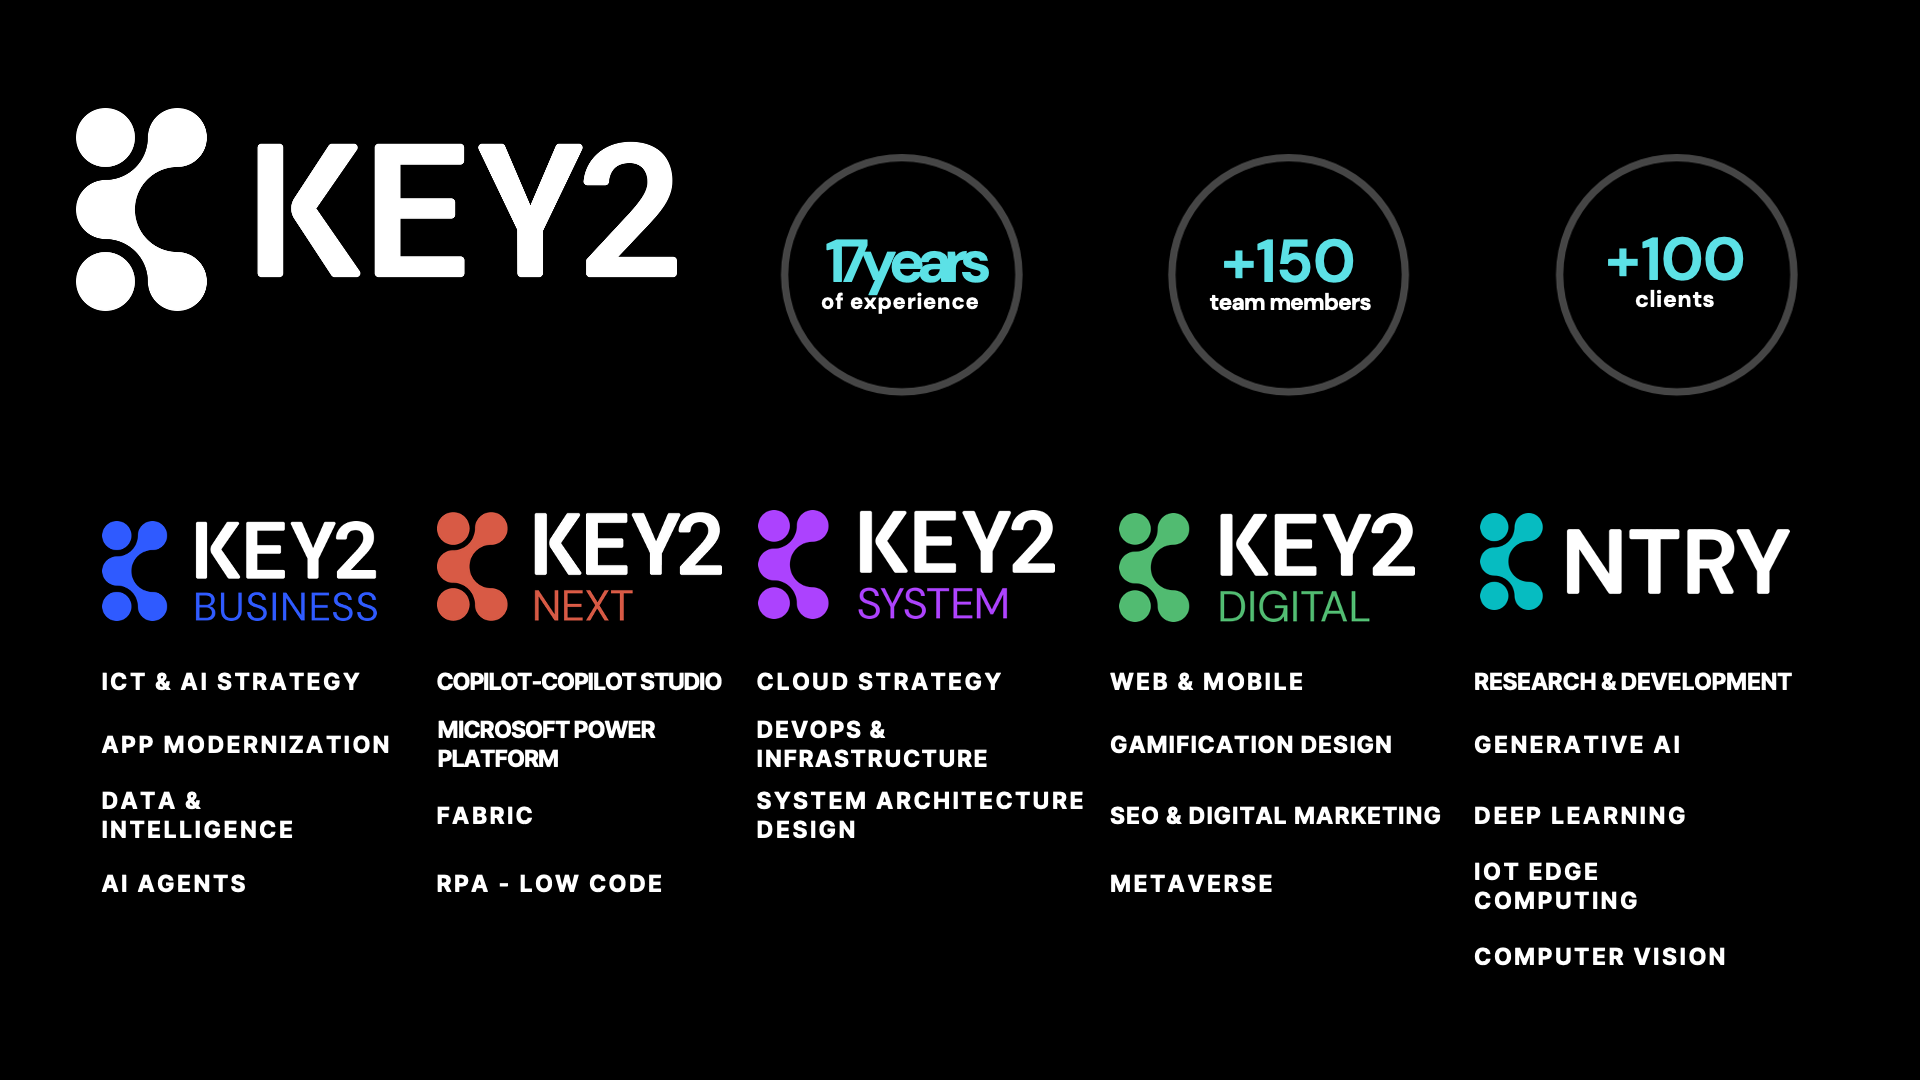 KEY2
17years
of experience
+150
team members
+100
clients
KEY2
BUSINESS
ICT & AI STRATEGY
APP MODERNIZATION
DATA &
INTELLIGENCE
AI AGENTS
KEY2
NEXT
COPILOT-COPILOT STUDIO
MICROSOFT POWER
PLATFORM
FABRIC
RPA - LOW CODE
KEY2
SYSTEM
CLOUD STRATEGY
DEVOPS &
INFRASTRUCTURE
SYSTEM ARCHITECTURE
DESIGN
KEY2
DIGITAL
WEB & MOBILE
GAMIFICATION DESIGN
SEO & DIGITAL MARKETING
METAVERSE
NTRY
RESEARCH & DEVELOPMENT
GENERATIVE AI
DEEP LEARNING
IOT EDGE
COMPUTING
COMPUTER VISION